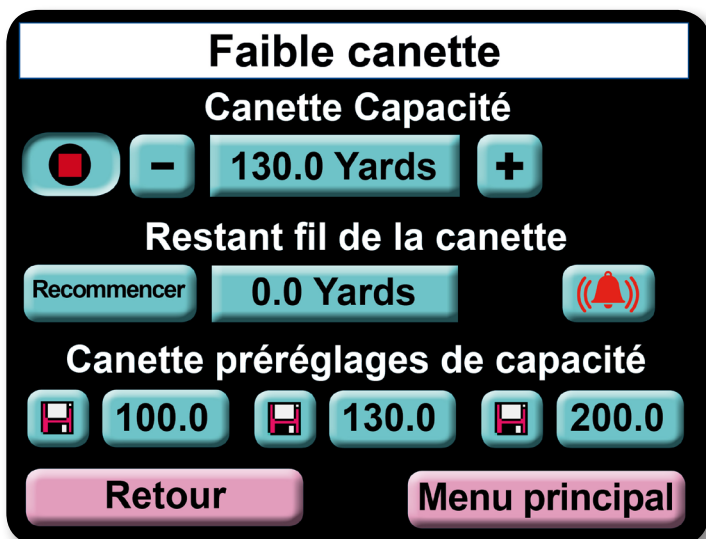 Faible canette
Canette Capacité
- 130.0 Yards +
Restant fil de la canette
Recommencer 0.0 Yards
Canette préréglages de capacité
100.0 130.0 200.0
Retour Menu principal